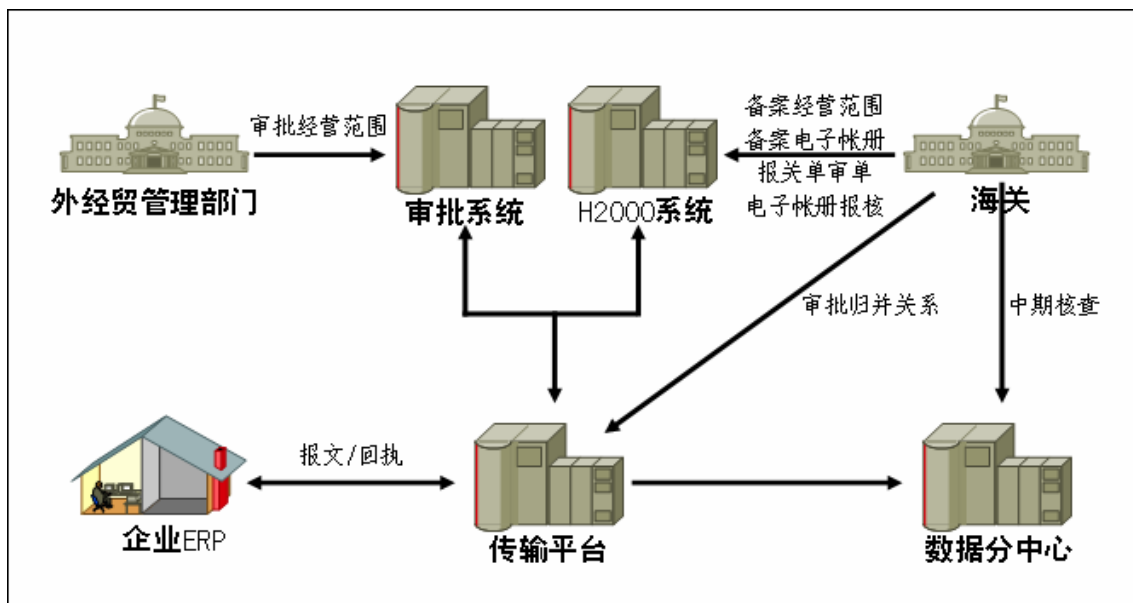 审批经营范围
备案经营范围
备案电子帐册
报关单审单
电子帐册报核
外经贸管理部门
审批系统
H2000系统
海关
审批归并关系
中期核查
报文/回执
企业ERP
传输平台
数据分中心